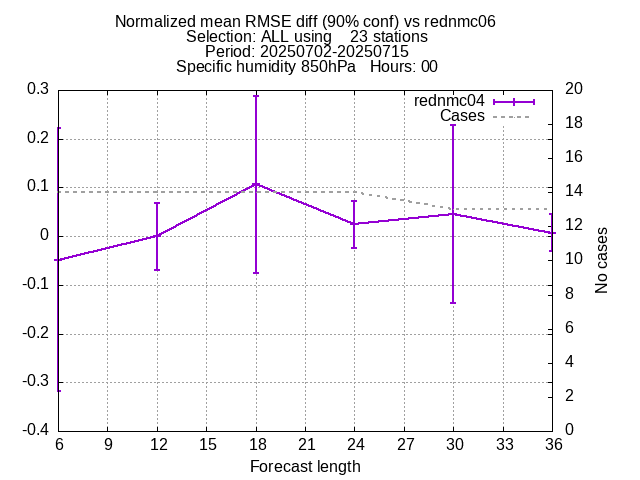 Normalized mean RMSE diff (90% conf) vs rednmc06
Selection: ALL using    23 stations
Period: 20250702-20250715
Specific humidity 850hPa   Hours: 00
rednmc04
Cases
0.3
0.2
0.1
0
-0.1
-0.2
-0.3
-0.4
20
18
16
14
12
10
8
6
4
2
0
No cases
6 9 12 15 18 21 24 27 30 33 36
Forecast length